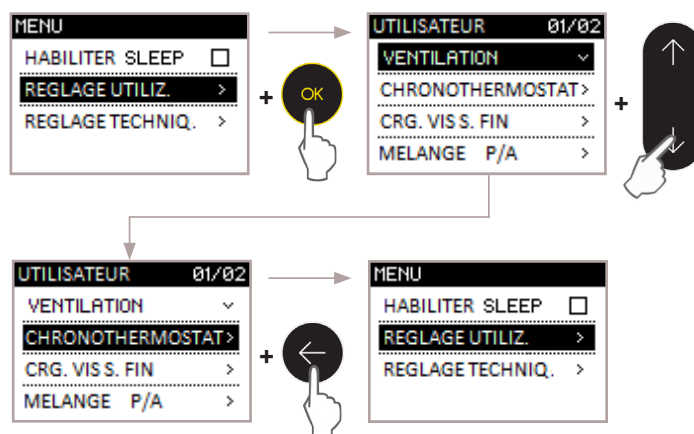 MENU
HABILITER SLEEP
REGLAGE UTILIZ. >
REGLAGE TECHNIQ. >
+
OK
UTILISATEUR 01/02
VENTILATION
CHRONOTHERMOSTAT>
CRG. VIS S. FIN >
MELANGE P/A >
+
UTILISATEUR 01/02
VENTILATION
CHRONOTHERMOSTAT>
CRG. VIS S. FIN >
MELANGE P/A >
+
MENU
HABILITER SLEEP
REGLAGE UTILIZ. >
REGLAGE TECHNIQ. >